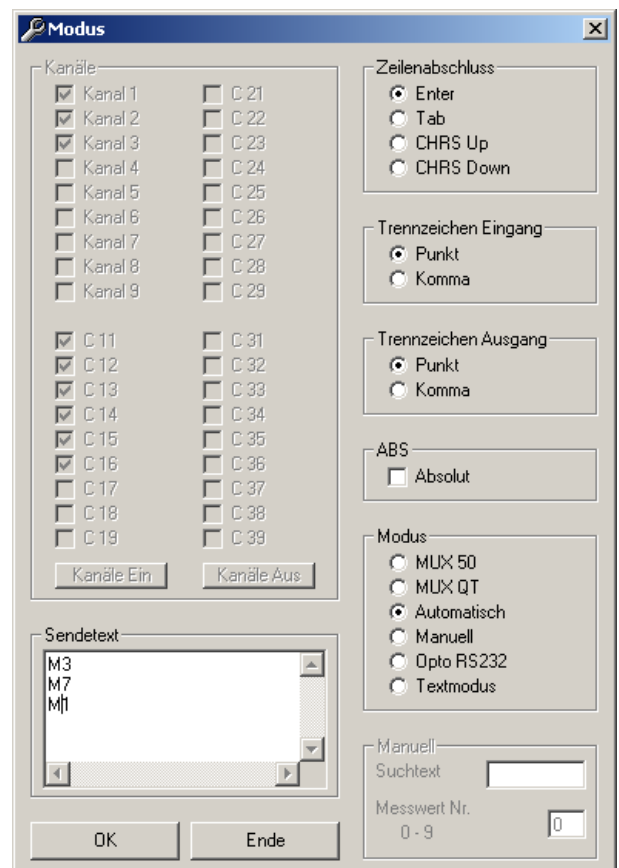 Modus
Kanäle
Kanal 1
Kanal 2
Kanal 3
Kanal 4
Kanal 5
Kanal 6
Kanal 7
Kanal 8
Kanal 9
C 21
C 22
C 23
C 24
C 25
C 26
C 27
C 28
C 29
C 11
C 12
C 13
C 14
C 15
C 16
C 17
C 18
C 19
C 31
C 32
C 33
C 34
C 35
C 36
C 37
C 38
C 39
Kanäle Ein
Kanäle Aus
Sendetext
M3
M7
M1
OK
Ende
Zeilenabschluss
Enter
Tab
CHRS Up
CHRS Down
Trennzeichen Eingang
Punkt
Komma
Trennzeichen Ausgang
Punkt
Komma
ABS
Absolut
Modus
MUX 50
MUX QT
Automatisch
Manuell
Opto RS232
Textmodus
Manuell
Suchtext
Messwert Nr.
0 - 9
0